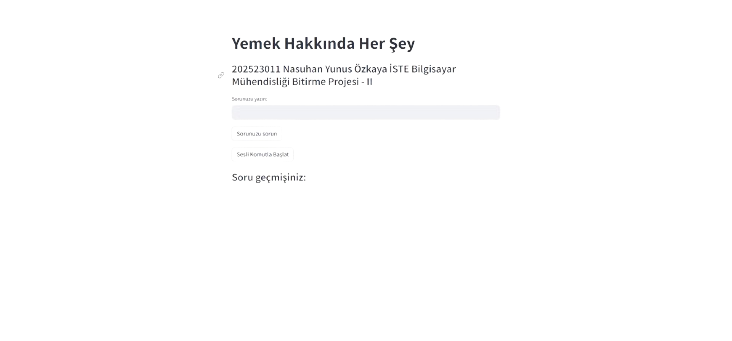 Yemek Hakkında Her Şey
202523011 Nasuhan Yunus Özkaya İSTE Bilgisayar
Mühendisliği Bitirme Projesi - II
Sorunuzu yazın:
Sorunuzu sorun
Sesli Komutla Başlat
Soru geçmişiniz: